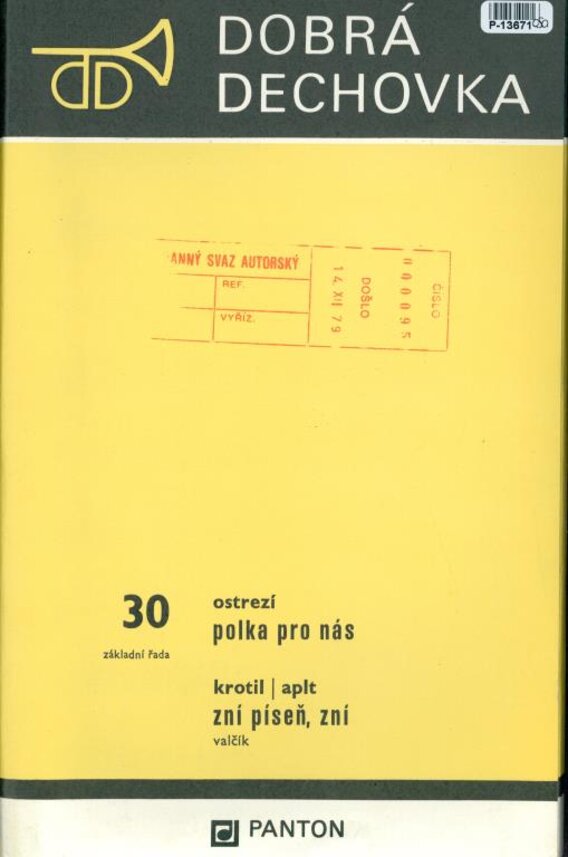 DOBRÁ
DECHOVKA
P-13671
ANNÝ SVAZ AUTORSKÝ
REF.
VYŘÍZ.
DOŠLO
14. XII 79
ČÍSLO
000095
30
základní řada
ostrezí
polka pro nás
krotil | aplt
zní píseň, zní
valčík
PANTON